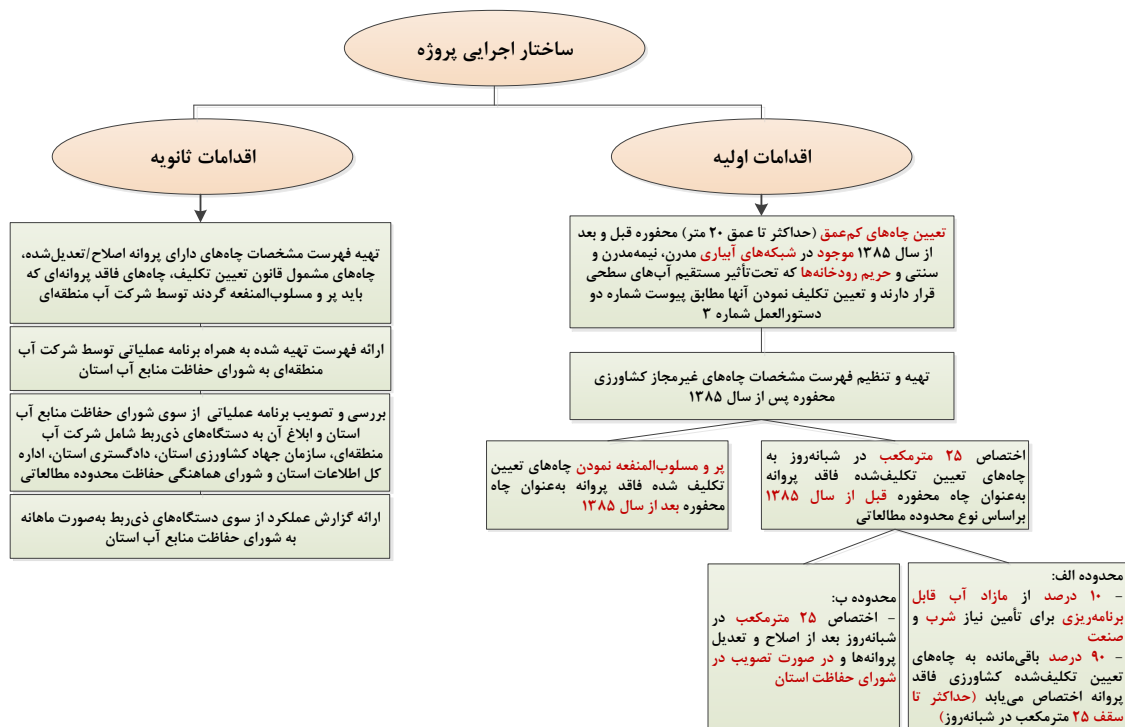 ساختار اجرایی پروژه
اقدامات اولیه
تعیین چاه‌های کم‌عمق (حداکثر تا عمق ۲۰ متر) محفوره قبل و بعد
از سال ۱۳۸۵ موجود در شبکه‌های آبیاری مدرن، نیمه‌مدرن و
سنتی و حریم رودخانه‌ها که تحت‌تأثیر مستقیم آب‌های سطحی
قرار دارند و تعیین تکلیف نمودن آنها مطابق پیوست شماره دو
دستورالعمل شماره ۳
تهیه و تنظیم فهرست مشخصات چاه‌های غیرمجاز کشاورزی
محفوره پس از سال ۱۳۸۵
اختصاص ۲۵ مترمکعب در شبانه‌روز به
چاه‌های تعیین تکلیف‌شده فاقد پروانه
به‌عنوان چاه محفوره قبل از سال ۱۳۸۵
براساس نوع محدوده مطالعاتی
پر و مسلوب‌المنفعه نمودن چاه‌های تعیین
تکلیف شده فاقد پروانه به‌عنوان چاه
محفوره بعد از سال ۱۳۸۵
محدوده الف:
- ۱۰ درصد از مازاد آب قابل
برنامه‌ریزی برای تأمین نیاز شرب و
صنعت
- ۹۰ درصد باقی‌مانده به چاه‌های
تعیین تکلیف‌شده کشاورزی فاقد
پروانه اختصاص می‌یابد (حداکثر تا
سقف ۲۵ مترمکعب در شبانه‌روز)
محدوده ب:
- اختصاص ۲۵ مترمکعب در
شبانه‌روز بعد از اصلاح و تعدیل
پروانه‌ها و در صورت تصویب در
شورای حفاظت استان
اقدامات ثانویه
تهیه فهرست مشخصات چاه‌های دارای پروانه اصلاح/تعدیل‌شده،
چاه‌های مشمول قانون تعیین تکلیف، چاه‌های فاقد پروانه‌ای که
باید پر و مسلوب‌المنفعه گردند توسط شرکت آب منطقه‌ای
ارائه فهرست تهیه شده به همراه برنامه عملیاتی توسط شرکت آب
منطقه‌ای به شورای حفاظت منابع آب استان
بررسی و تصویب برنامه عملیاتی از سوی شورای حفاظت منابع آب
استان و ابلاغ آن به دستگاه‌های ذی‌ربط شامل شرکت آب
منطقه‌ای، سازمان جهاد کشاورزی استان، دادگستری استان، اداره
کل اطلاعات استان و شورای هماهنگی حفاظت محدوده مطالعاتی
ارائه گزارش عملکرد از سوی دستگاه‌های ذی‌ربط به‌صورت ماهانه
به شورای حفاظت منابع آب استان